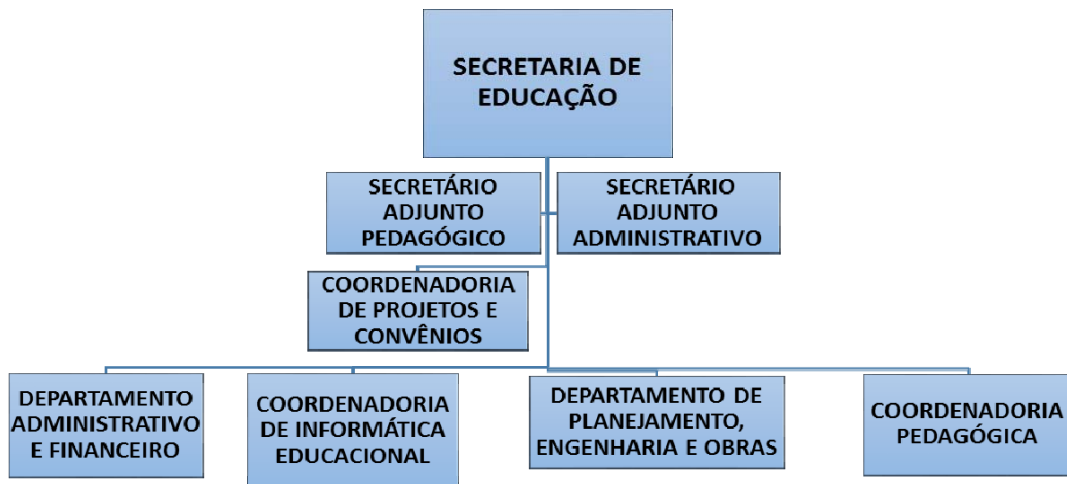 SECRETARIA DE
EDUCAÇÃO
SECRETÁRIO
ADJUNTO
PEDAGÓGICO
SECRETÁRIO
ADJUNTO
ADMINISTRATIVO
COORDENADORIA
DE PROJETOS E
CONVÊNIOS
DEPARTAMENTO
ADMINISTRATIVO
E FINANCEIRO
COORDENADORIA
DE INFORMÁTICA
EDUCACIONAL
DEPARTAMENTO DE
PLANEJAMENTO,
ENGENHARIA E OBRAS
COORDENADORIA
PEDAGÓGICA